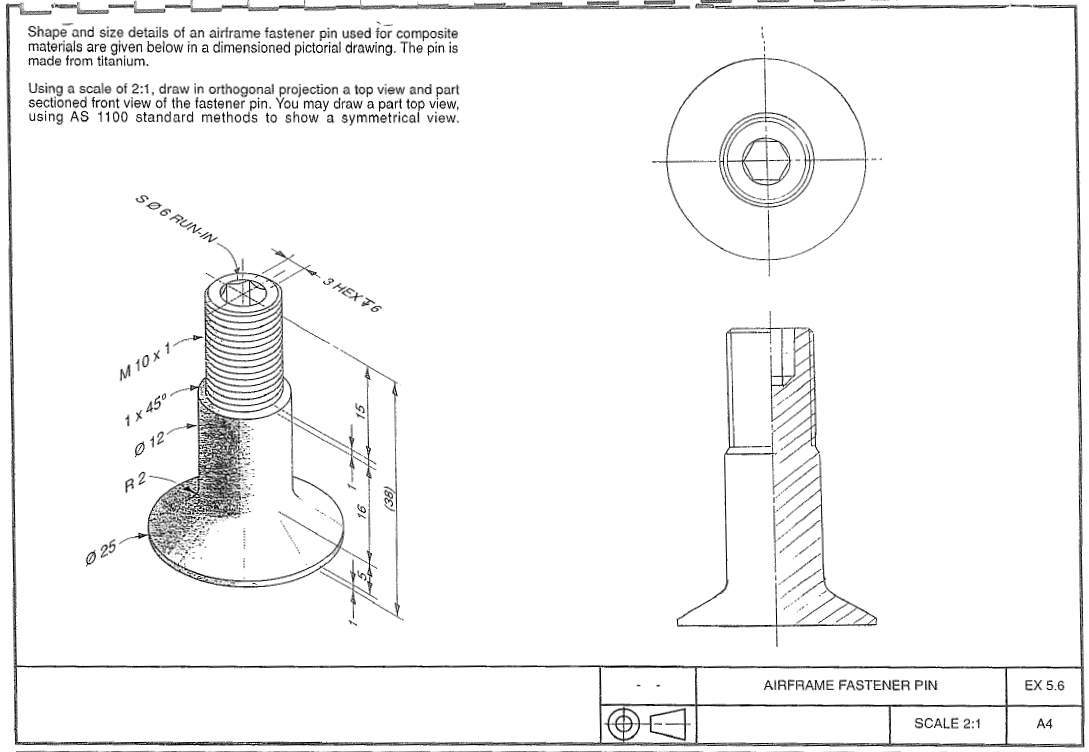 Shape and size details of an airframe fastener pin used for composite
materials are given below in a dimensioned pictorial drawing. The pin is
made from titanium.
Using a scale of 2:1, draw in orthogonal projection a top view and part
sectioned front view of the fastener pin. You may draw a part top view,
using AS 1100 standard methods to show a symmetrical view.
S Ø 6 RUN-IN
3 HEX ↧ 6
M 10 x 1
1 x 45°
Ø 12
R 2
Ø 25
15
1
16
(38)
5
1
- -
AIRFRAME FASTENER PIN
EX 5.6
SCALE 2:1
A4